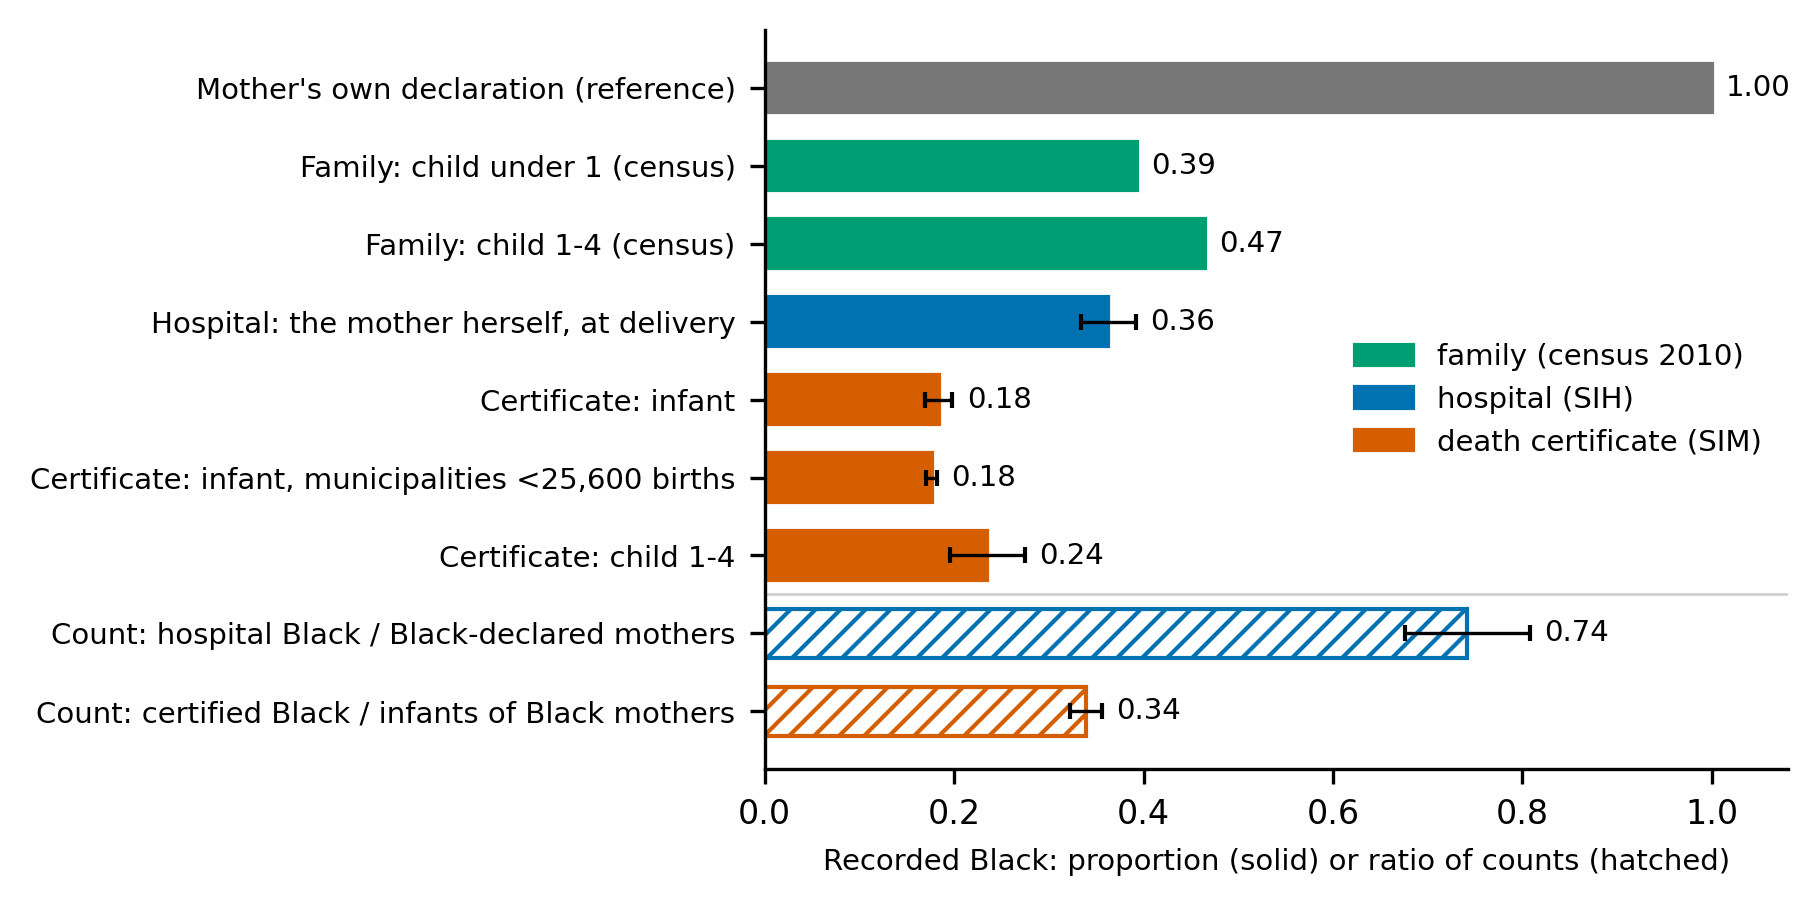 Mother's own declaration (reference) 1.00
Family: child under 1 (census) 0.39
Family: child 1-4 (census) 0.47
Hospital: the mother herself, at delivery 0.36
Certificate: infant 0.18
Certificate: infant, municipalities <25,600 births 0.18
Certificate: child 1-4 0.24
Count: hospital Black / Black-declared mothers 0.74
Count: certified Black / infants of Black mothers 0.34
family (census 2010)
hospital (SIH)
death certificate (SIM)
0.0 0.2 0.4 0.6 0.8 1.0
Recorded Black: proportion (solid) or ratio of counts (hatched)